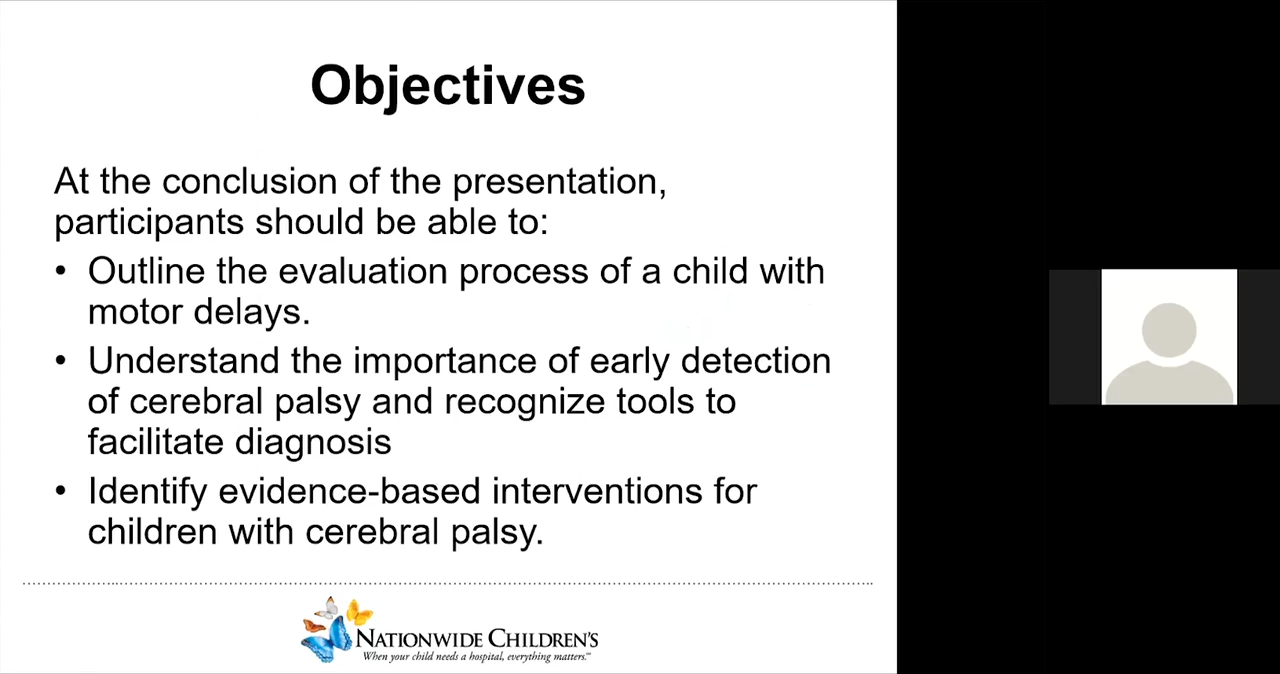 Objectives
At the conclusion of the presentation,
participants should be able to:
• Outline the evaluation process of a child with
motor delays.
• Understand the importance of early detection
of cerebral palsy and recognize tools to
facilitate diagnosis
• Identify evidence-based interventions for
children with cerebral palsy.
NATIONWIDE CHILDREN'S
When your child needs a hospital, everything matters.™